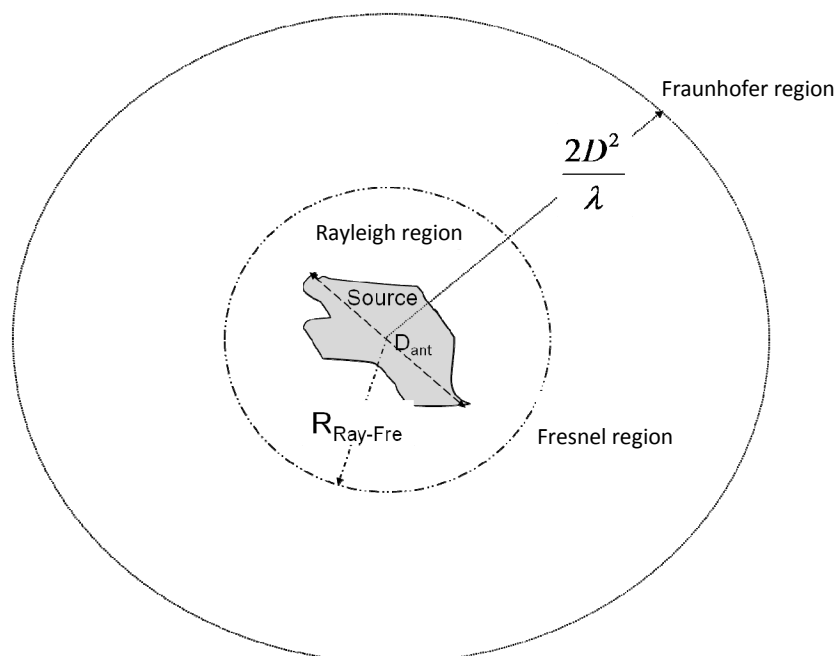 Fraunhofer region
2D²
λ
Rayleigh region
Source
D_ant
R_Ray-Fre
Fresnel region